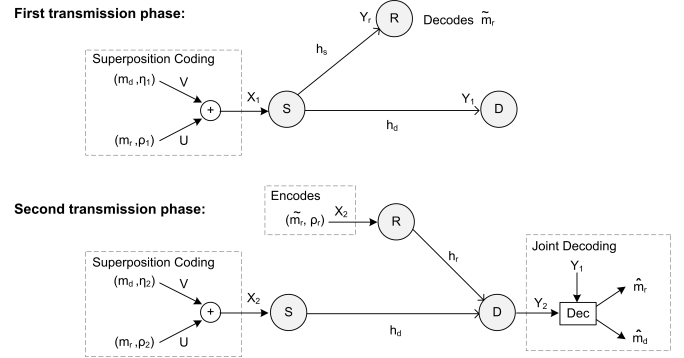 First transmission phase:
Y_r R Decodes m̃_r
Superposition Coding
h_s
(m_d ,η_1) V
X_1 S Y_1 D
+
h_d
(m_r ,ρ_1) U
Second transmission phase:
Encodes
(m̃_r, ρ_r) X_2 R
Superposition Coding
h_r
Joint Decoding
(m_d ,η_2) V
Y_1
m̂_r
+ X_2 S D Y_2 Dec
h_d
m̂_d
(m_r ,ρ_2) U